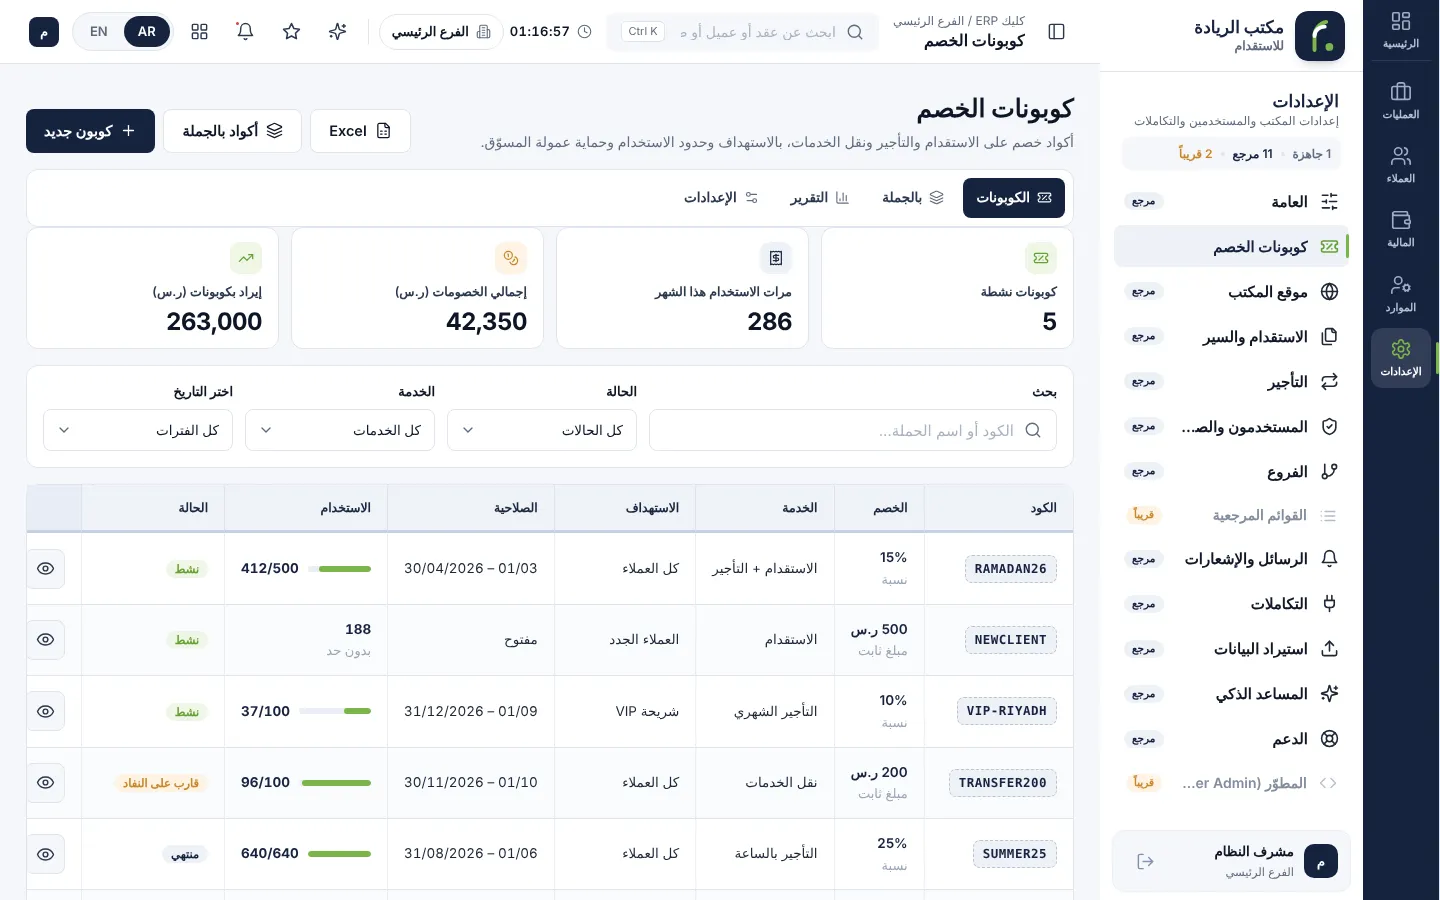 الرئيسية
العمليات
العملاء
المالية
الموارد
الإعدادات
مكتب الريادة
للاستقدام
الإعدادات
إعدادات المكتب والمستخدمين والتكاملات
1 جاهزة • 11 مرجع • 2 قريباً
العامة مرجع
كوبونات الخصم
موقع المكتب مرجع
الاستقدام والسير مرجع
التأجير مرجع
المستخدمون والصـ... مرجع
الفروع مرجع
القوائم المرجعية قريباً
الرسائل والإشعارات مرجع
التكاملات مرجع
استيراد البيانات مرجع
المساعد الذكي مرجع
الدعم مرجع
المطوّر (er Admin... قريباً
م
مشرف النظام
الفرع الرئيسي
كليك ERP / الفرع الرئيسي
كوبونات الخصم
ابحث عن عقد أو عميل أو ص Ctrl K
01:16:57
الفرع الرئيسي
AR EN
م
كوبونات الخصم
أكواد خصم على الاستقدام والتأجير ونقل الخدمات، بالاستهداف وحدود الاستخدام وحماية عمولة المسوّق.
Excel
أكواد بالجملة
كوبون جديد
الكوبونات
بالجملة
التقرير
الإعدادات
كوبونات نشطة
5
مرات الاستخدام هذا الشهر
286
إجمالي الخصومات (ر.س)
42,350
إيراد بكوبونات (ر.س)
263,000
بحث
الكود أو اسم الحملة...
الحالة
كل الحالات
الخدمة
كل الخدمات
اختر التاريخ
كل الفترات
الكود الخصم الخدمة الاستهداف الصلاحية الاستخدام الحالة
RAMADAN26 15% نسبة الاستقدام + التأجير كل العملاء 01/03 – 30/04/2026 412/500 نشط
NEWCLIENT 500 ر.س مبلغ ثابت الاستقدام العملاء الجدد مفتوح 188 بدون حد نشط
VIP-RIYADH 10% نسبة التأجير الشهري شريحة VIP 01/09 – 31/12/2026 37/100 نشط
TRANSFER200 200 ر.س مبلغ ثابت نقل الخدمات كل العملاء 01/10 – 30/11/2026 96/100 قارب على النفاد
SUMMER25 25% نسبة التأجير بالساعة كل العملاء 01/06 – 31/08/2026 640/640 منتهي